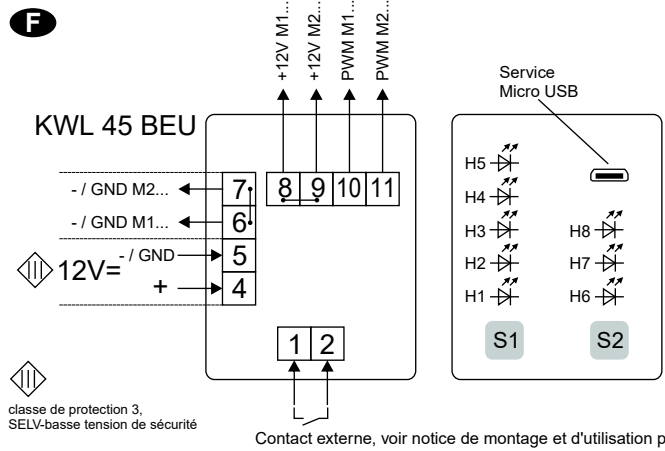 F
+12V M1...
+12V M2...
PWM M1...
PWM M2...
Service
Micro USB
KWL 45 BEU
- / GND M2...
7
8 9 10 11
- / GND M1...
6
12V=
- / GND
5
+
4
1 2
H5
H4
H3
H8
H2
H7
H1
H6
S1
S2
classe de protection 3,
SELV-basse tension de sécurité
Contact externe, voir notice de montage et d'utilisation p